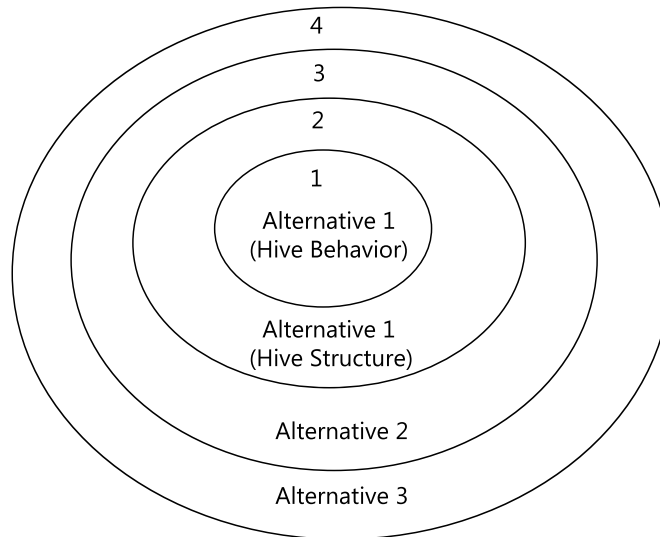 4
3
2
1
Alternative 1
(Hive Behavior)
Alternative 1
(Hive Structure)
Alternative 2
Alternative 3